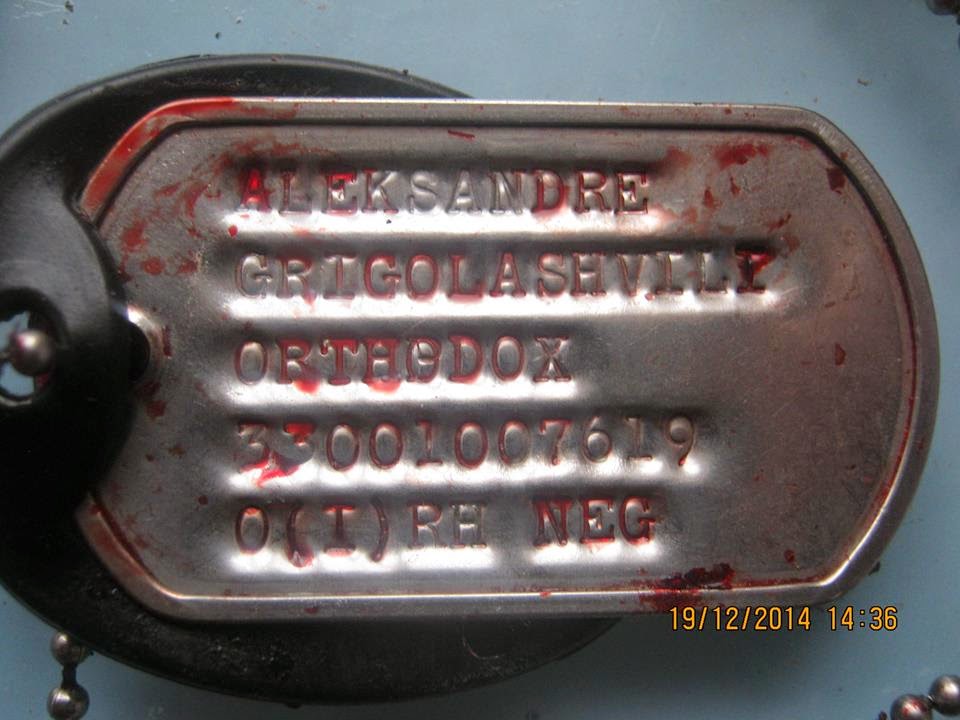 ALEKSANDRE
GRIGOLASHVILI
ORTHODOX
33001007619
O(I)RH NEG
19/12/2014 14:36